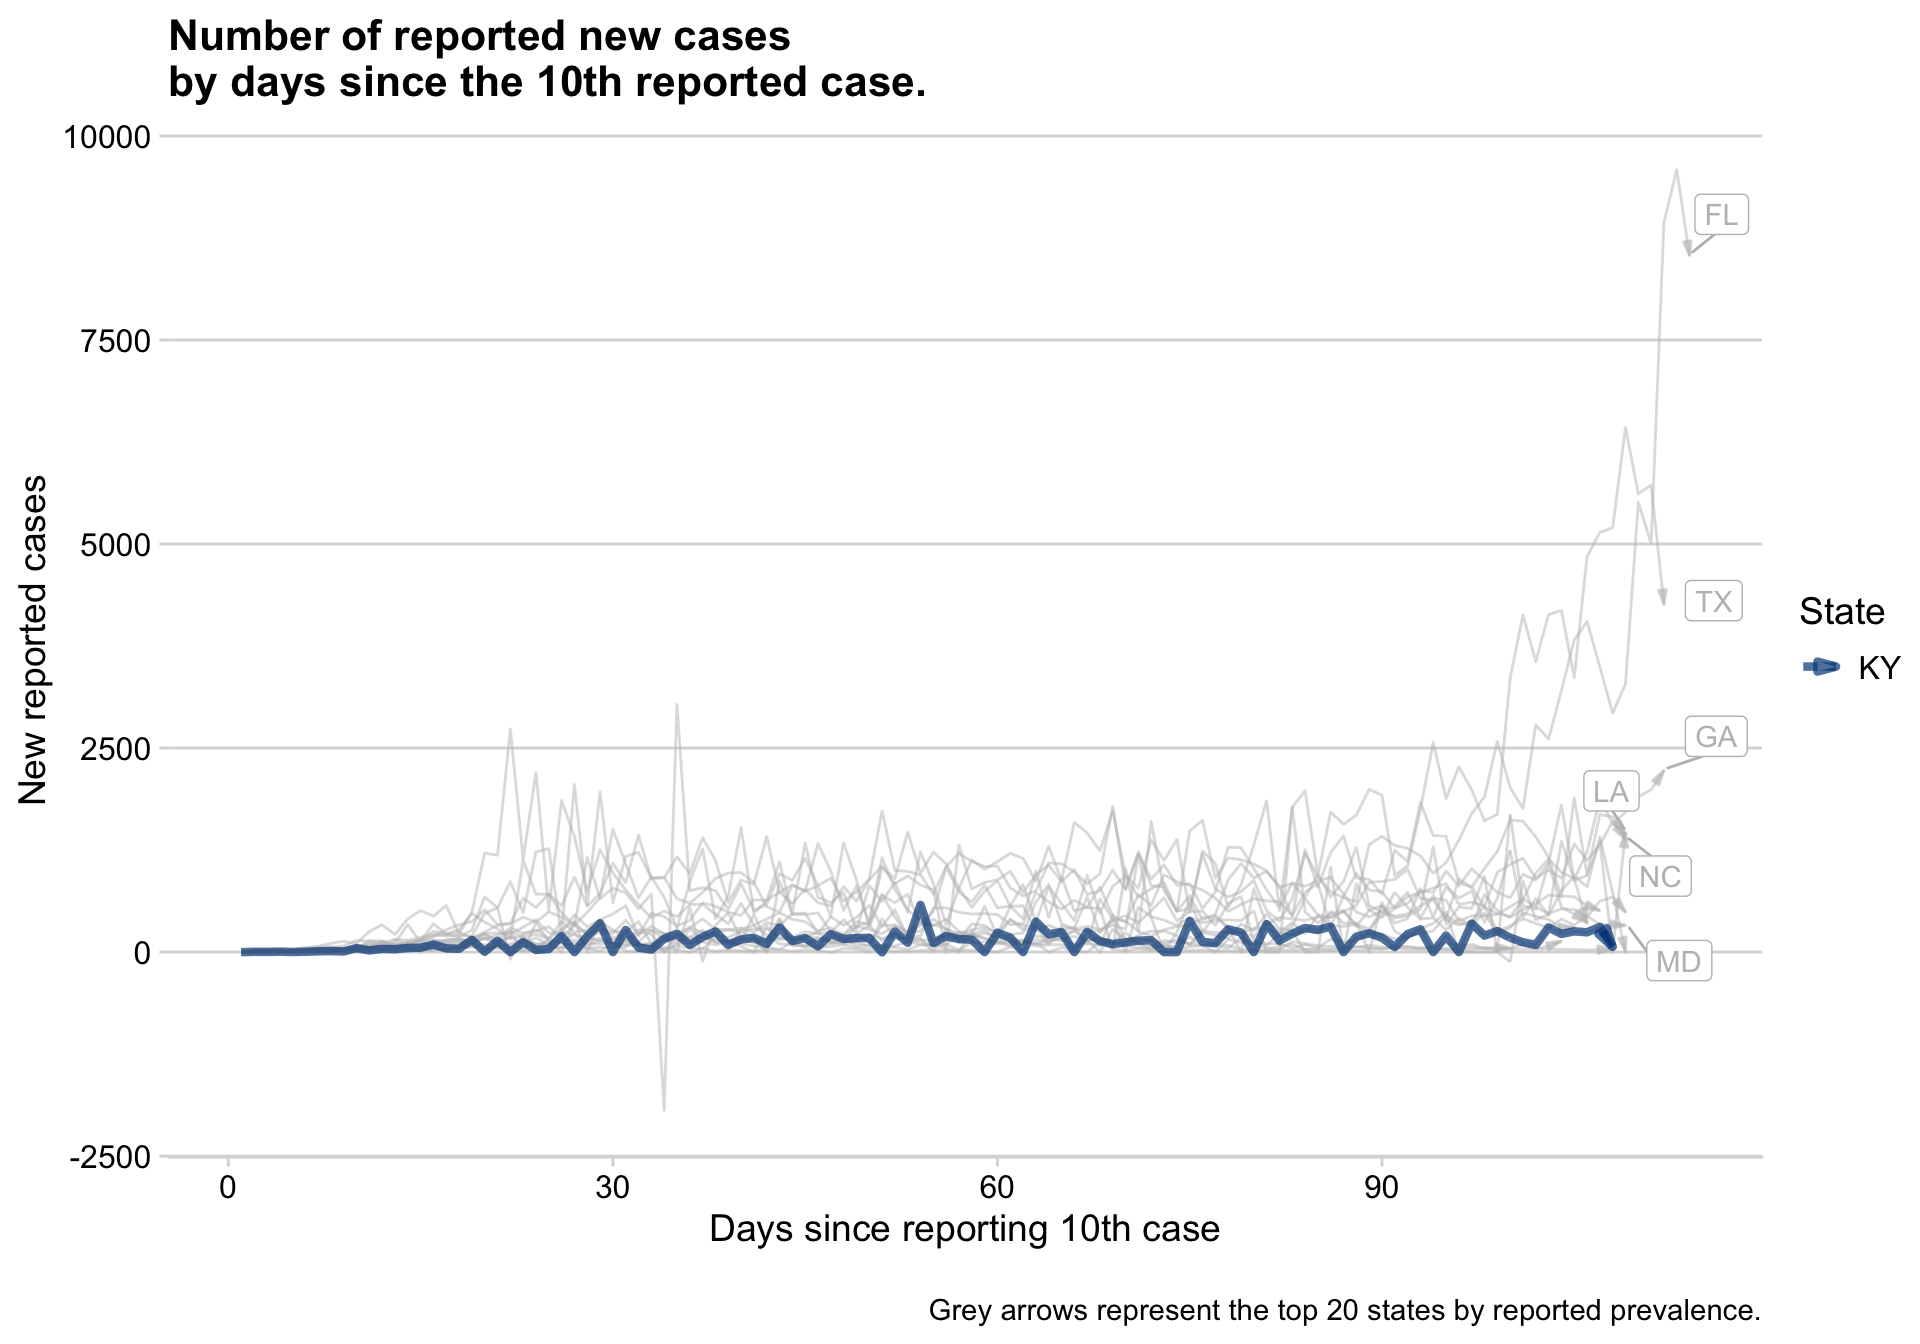 Number of reported new cases
by days since the 10th reported case.
10000
7500
5000
2500
0
-2500
New reported cases
FL
TX
GA
LA
NC
MD
State
KY
0 30 60 90
Days since reporting 10th case
Grey arrows represent the top 20 states by reported prevalence.